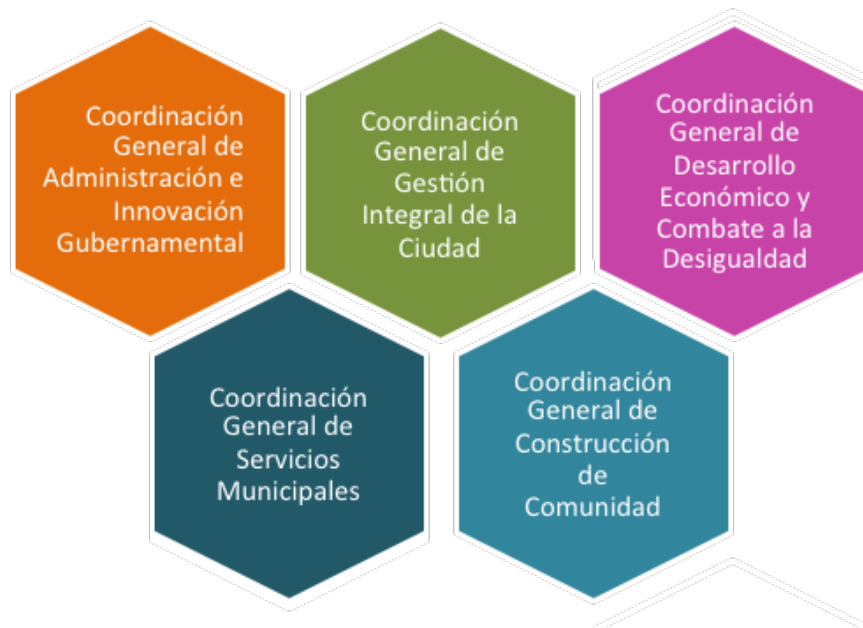 Coordinación
General de
Administración e
Innovación
Gubernamental
Coordinación
General de
Gestión
Integral de la
Ciudad
Coordinación
General de
Desarrollo
Económico y
Combate a la
Desigualdad
Coordinación
General de
Servicios
Municipales
Coordinación
General de
Construcción
de
Comunidad